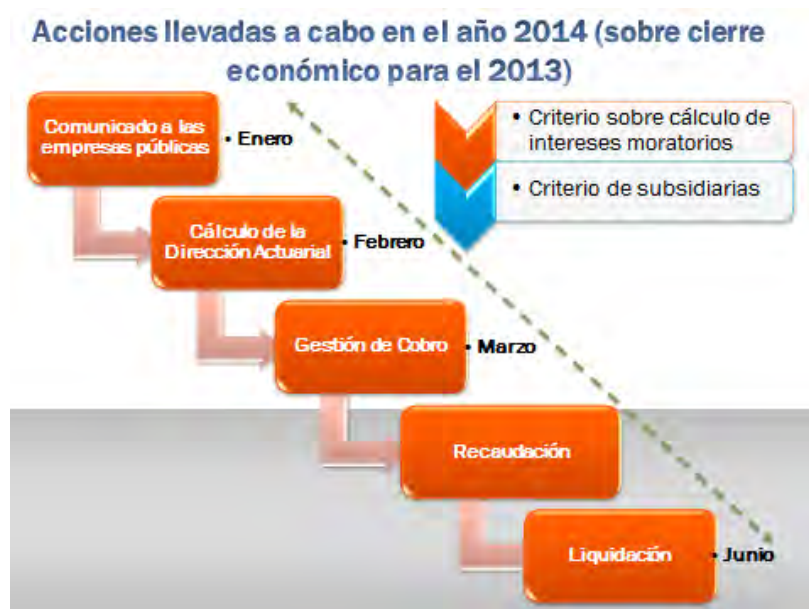 Acciones llevadas a cabo en el año 2014 (sobre cierre
económico para el 2013)
Comunicado a las
empresas públicas
• Enero
• Criterio sobre cálculo de
intereses moratorios
• Criterio de subsidiarias
Cálculo de la
Dirección Actuarial
• Febrero
Gestión de Cobro
• Marzo
Recaudación
Liquidación
• Junio